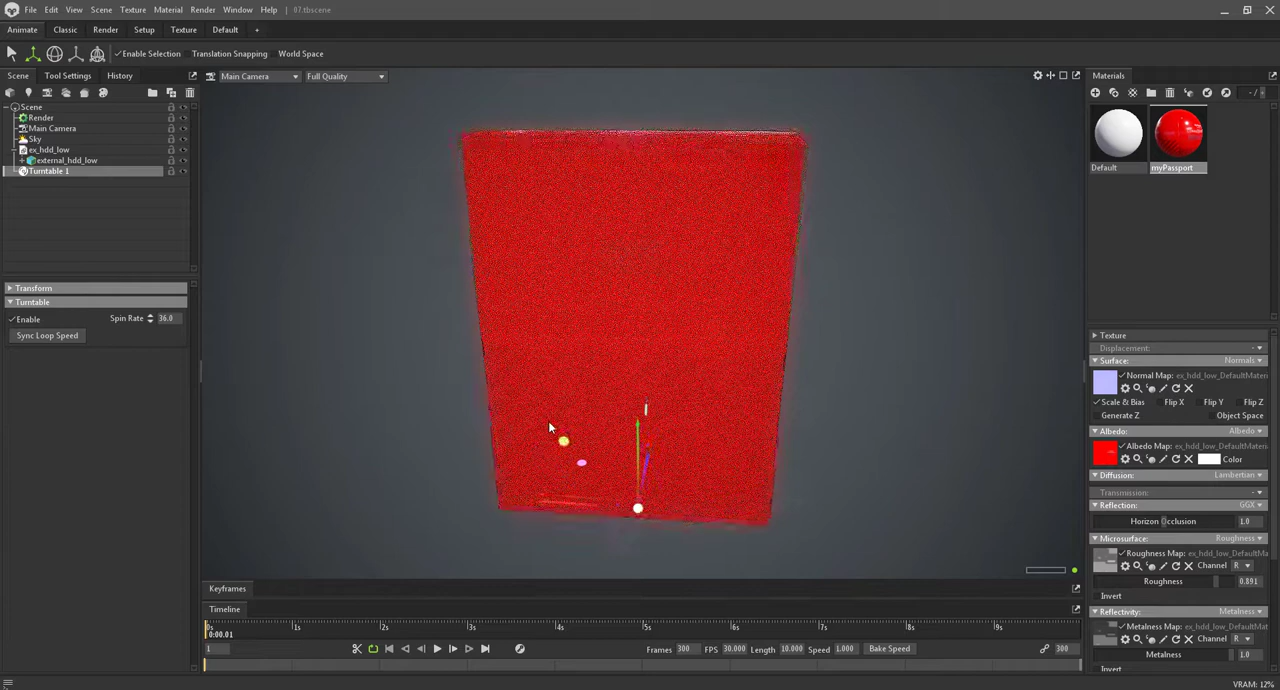 File Edit View Scene Texture Material Render Window Help 07.tbscene
Animate Classic Render Setup Texture Default +
Enable Selection Translation Snapping World Space
Scene Tool Settings History
Main Camera Full Quality
Materials
Scene
Render
Main Camera
Sky
ex_hdd_low
external_hdd_low
Turntable 1
Default myPassport
Transform
Turntable
Enable Spin Rate 36.0
Sync Loop Speed
Texture
Displacement:
Surface: Normals
Normal Map: ex_hdd_low_DefaultMateri
Scale & Bias Flip X Flip Y Flip Z
Generate Z Object Space
Albedo: Albedo
Albedo Map: ex_hdd_low_DefaultMateri
Color
Diffusion: Lambertian
Transmission:
Reflection: GGX
Horizon Occlusion 1.0
Microsurface: Roughness
Roughness Map: ex_hdd_low_DefaultM
Channel R
Roughness 0.891
Invert
Reflectivity: Metalness
Metalness Map: ex_hdd_low_DefaultMa
Channel R
Metalness 1.0
Invert
Keyframes
Timeline
0s 1s 2s 3s 4s 5s 6s 7s 8s 9s
0:00.01
1 Frames 300 FPS 30.000 Length 10.000 Speed 1.000 Bake Speed 300
VRAM: 12%